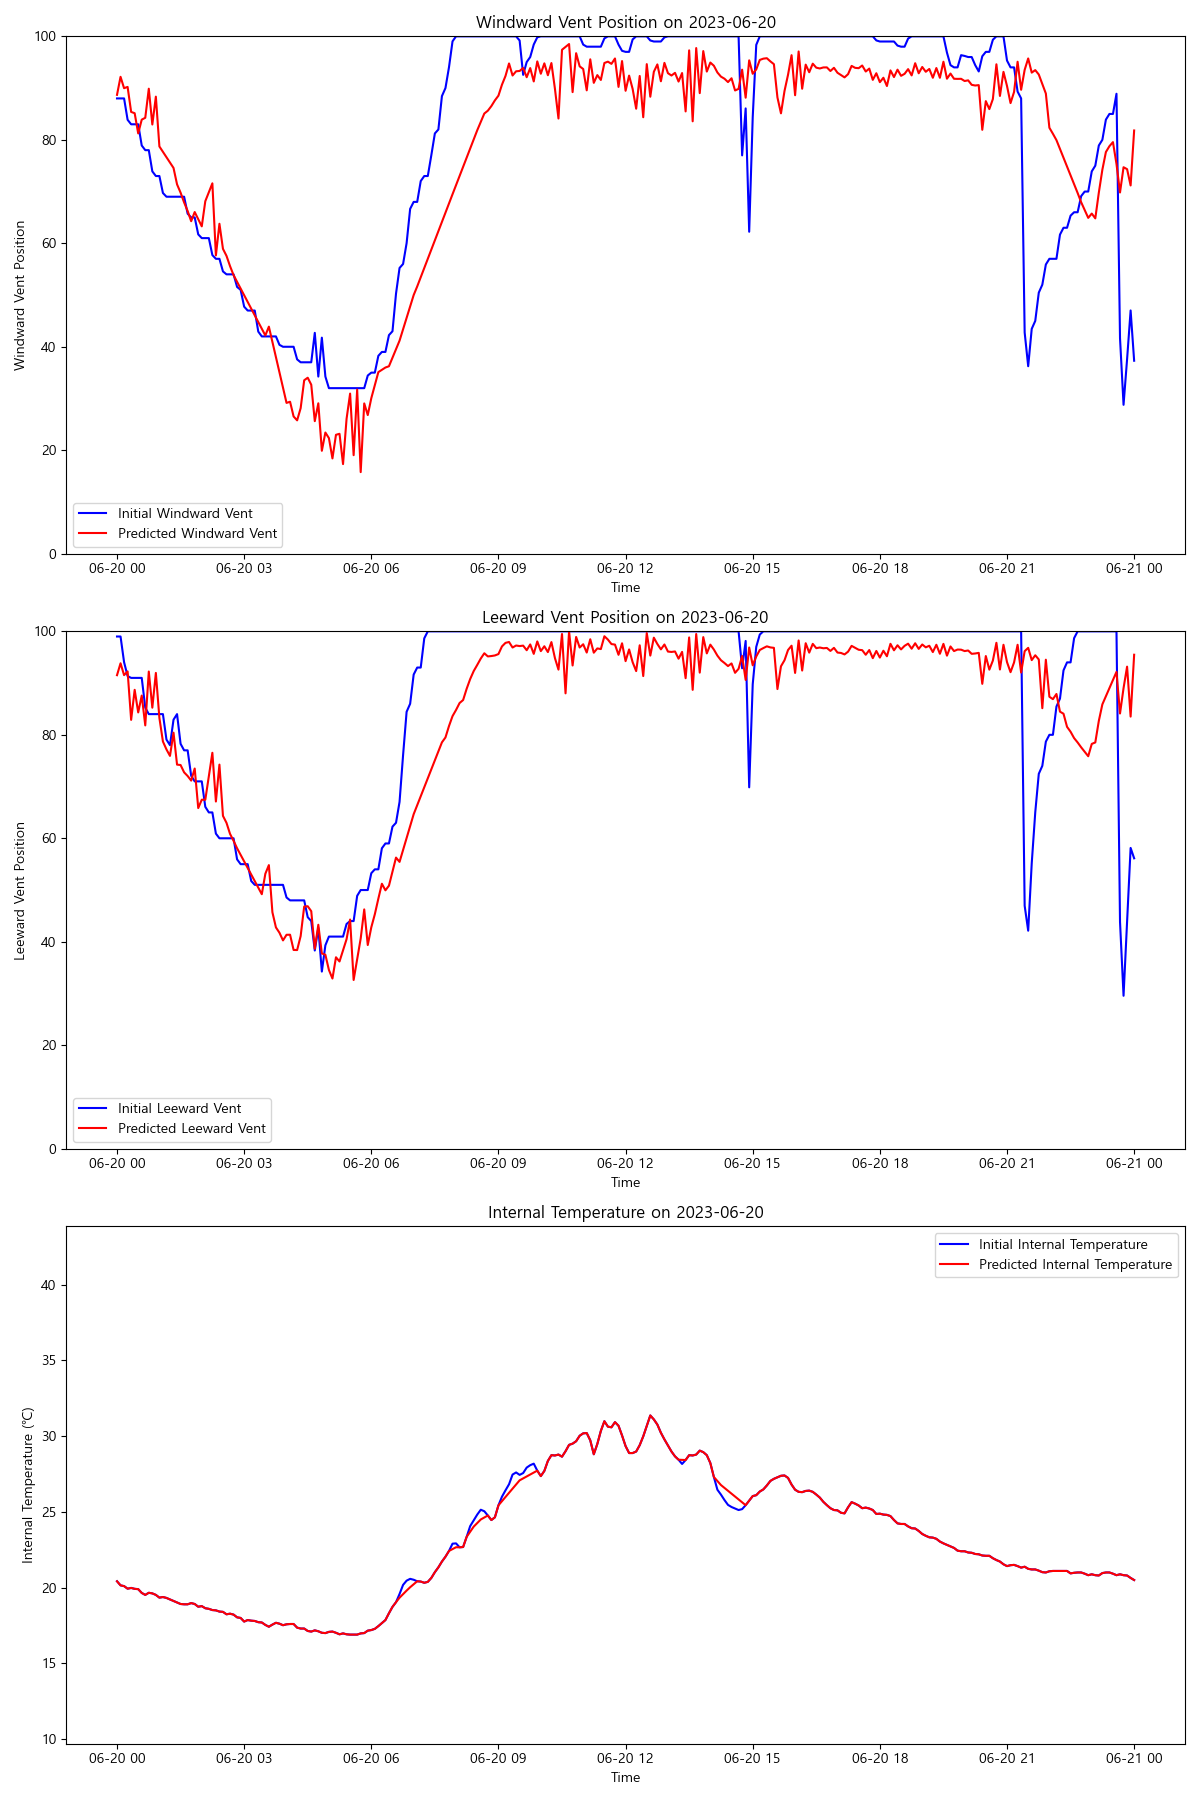 Windward Vent Position on 2023-06-20
100
80
60
40
20
0
Windward Vent Position
Initial Windward Vent
Predicted Windward Vent
06-20 00 06-20 03 06-20 06 06-20 09 06-20 12 06-20 15 06-20 18 06-20 21 06-21 00
Time
Leeward Vent Position on 2023-06-20
100
80
60
40
20
0
Leeward Vent Position
Initial Leeward Vent
Predicted Leeward Vent
06-20 00 06-20 03 06-20 06 06-20 09 06-20 12 06-20 15 06-20 18 06-20 21 06-21 00
Time
Internal Temperature on 2023-06-20
Initial Internal Temperature
Predicted Internal Temperature
40
35
30
25
20
15
10
Internal Temperature (℃)
06-20 00 06-20 03 06-20 06 06-20 09 06-20 12 06-20 15 06-20 18 06-20 21 06-21 00
Time